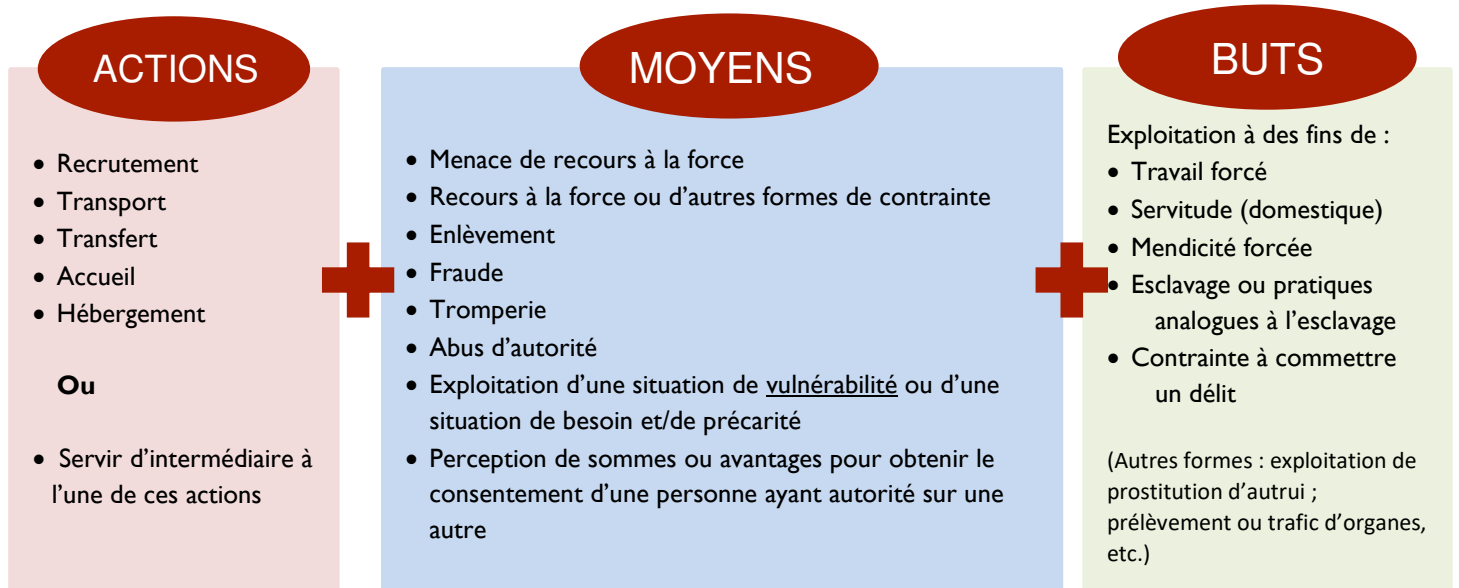 ACTIONS
• Recrutement
• Transport
• Transfert
• Accueil
• Hébergement
Ou
• Servir d’intermédiaire à
l’une de ces actions
MOYENS
• Menace de recours à la force
• Recours à la force ou d’autres formes de contrainte
• Enlèvement
• Fraude
• Tromperie
• Abus d’autorité
• Exploitation d’une situation de vulnérabilité ou d’une
situation de besoin et/de précarité
• Perception de sommes ou avantages pour obtenir le
consentement d’une personne ayant autorité sur une
autre
BUTS
Exploitation à des fins de :
• Travail forcé
• Servitude (domestique)
• Mendicité forcée
• Esclavage ou pratiques
analogues à l’esclavage
• Contrainte à commettre
un délit
(Autres formes : exploitation de
prostitution d’autrui ;
prélèvement ou trafic d’organes,
etc.)